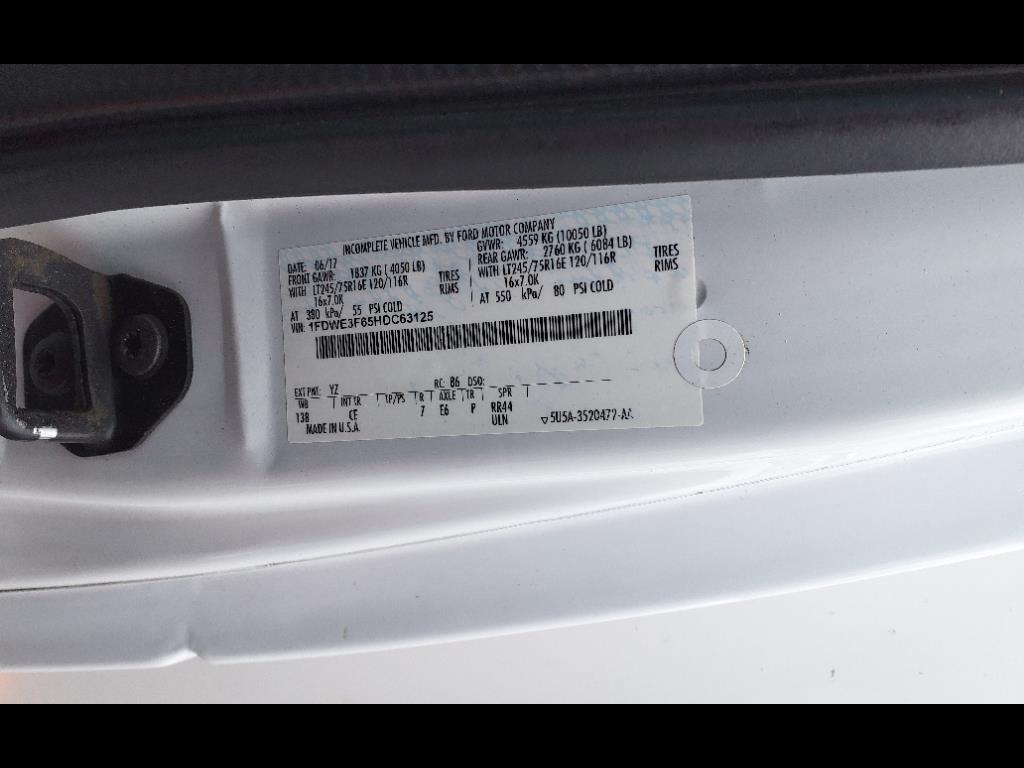 INCOMPLETE VEHICLE MFD. BY FORD MOTOR COMPANY
DATE: 06/17 GVWR: 4559 KG (10050 LB)
FRONT GAWR: 1837 KG (4050 LB) REAR GAWR: 2760 KG (6084 LB)
WITH LT245/75R16E 120/116R TIRES WITH LT245/75R16E 120/116R TIRES
16x7.0K RIMS 16x7.0K RIMS
AT 380 kPa/ 55 PSI COLD AT 550 kPa/ 80 PSI COLD
VIN: 1FDWE3F65HDC63125
EXT PNT: YZ RC: 86 DSO:
WB INT TR TP/PS R AXLE TR SPR
138 CE 7 E6 P RR44
MADE IN U.S.A. ULN ▽5U5A-3520472-AA